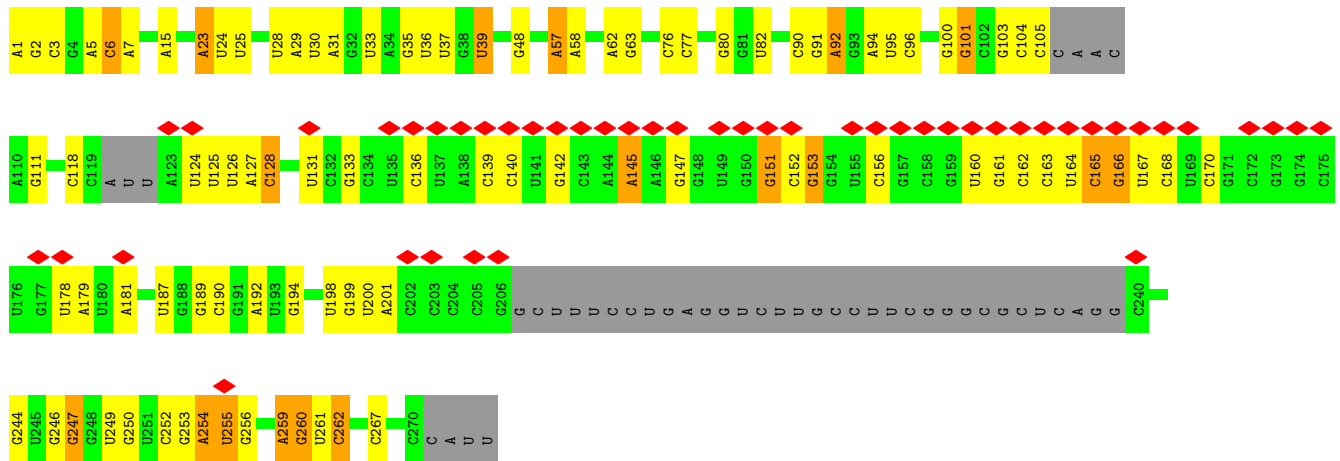 A1 G2 C3 G4 A5 C6 A7 A15 A23 U24 U25 U28 A29 U30 A31 G32 U33 A34 G35 U36 U37 G38 U39 G48 A57 A58 A62 G63 C76 C77 G80 G81 U82 C90 G91 A92 G93 A94 U95 C96 G100 G101 C102 G103 C104 C105 C A A C
A110 G111 C118 C119 A U U A123 U124 U125 U126 A127 C128 U131 C132 G133 C134 U135 C136 U137 A138 C139 C140 U141 G142 C143 A144 A145 A146 G147 G148 U149 G150 G151 C152 G153 G154 U155 C156 G157 C158 G159 U160 G161 C162 C163 U164 C165 G166 U167 C168 U169 C170 G171 C172 G173 G174 C175
U176 G177 U178 A179 U180 A181 U187 G188 G189 C190 G191 A192 U193 G194 U198 G199 U200 A201 C202 C203 C204 C205 G206 G C U U U C C U G A G G U C U U G C C U U C G G G C G C U C A G G C240
G244 U245 G246 G247 G248 U249 G250 U251 C252 G253 A254 U255 G256 A259 G260 U261 C262 C267 C270 C A U U